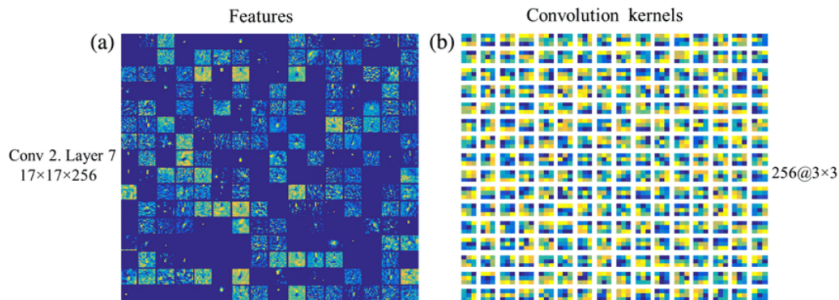 Features
Convolution kernels
(a)
(b)
Conv 2. Layer 7
17×17×256
256@3×3